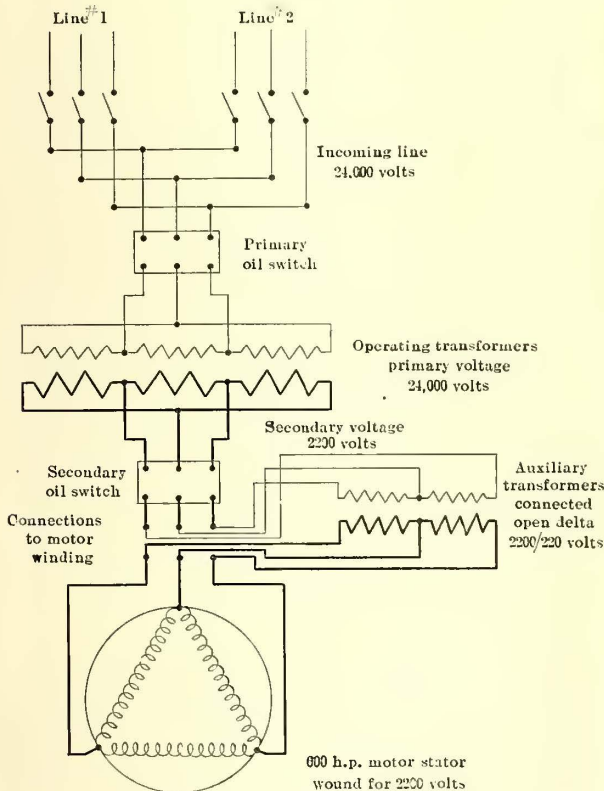 Line #1
Line #2
Incoming line
24,000 volts
Primary
oil switch
Operating transformers
primary voltage
24,000 volts
Secondary voltage
2200 volts
Secondary
oil switch
Auxiliary
transformers
connected
open delta
2200/220 volts
Connections
to motor
winding
600 h.p. motor stator
wound for 2200 volts